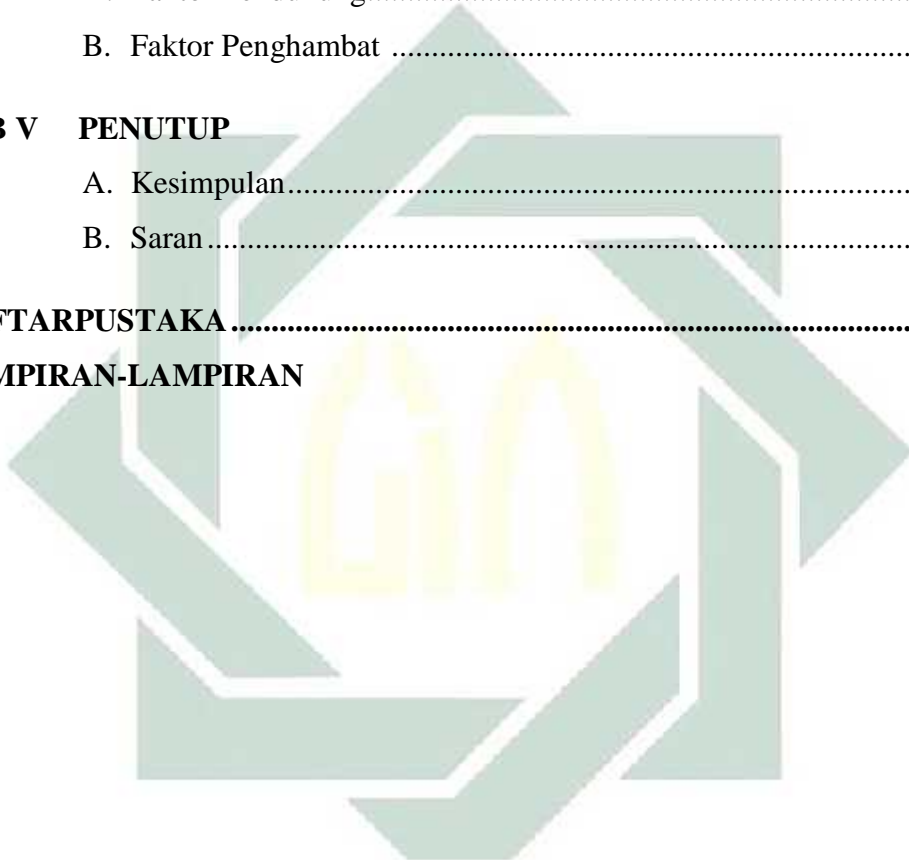 B. Faktor Penghambat ................................................................
V PENUTUP
A. Kesimpulan................................................................
B. Saran ................................................................
FTARPUSTAKA ................................................................
MPIRAN-LAMPIRAN